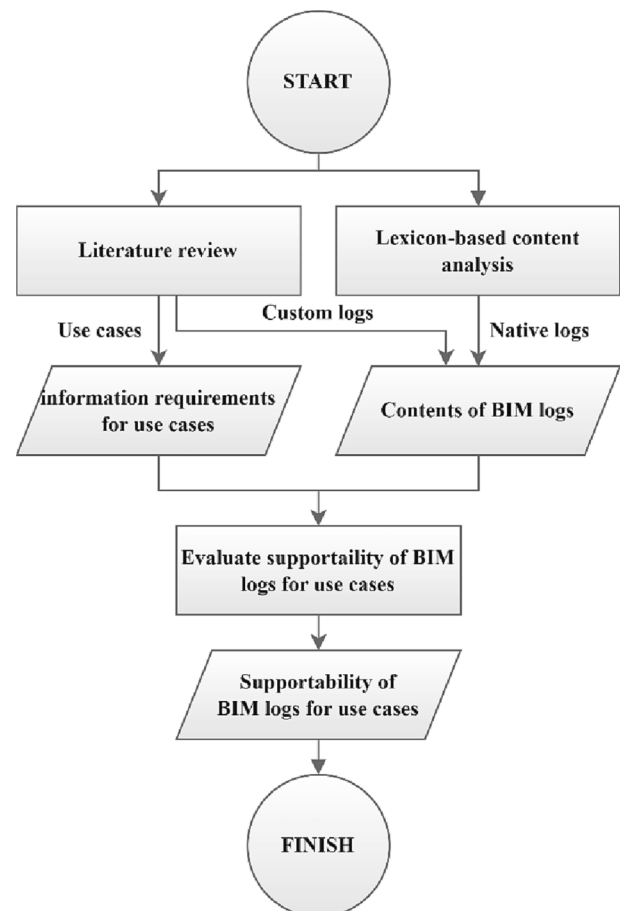 START
Literature review
Lexicon-based content
analysis
Use cases
Custom logs
Native logs
information requirements
for use cases
Contents of BIM logs
Evaluate supportaility of BIM
logs for use cases
Supportability of
BIM logs for use cases
FINISH